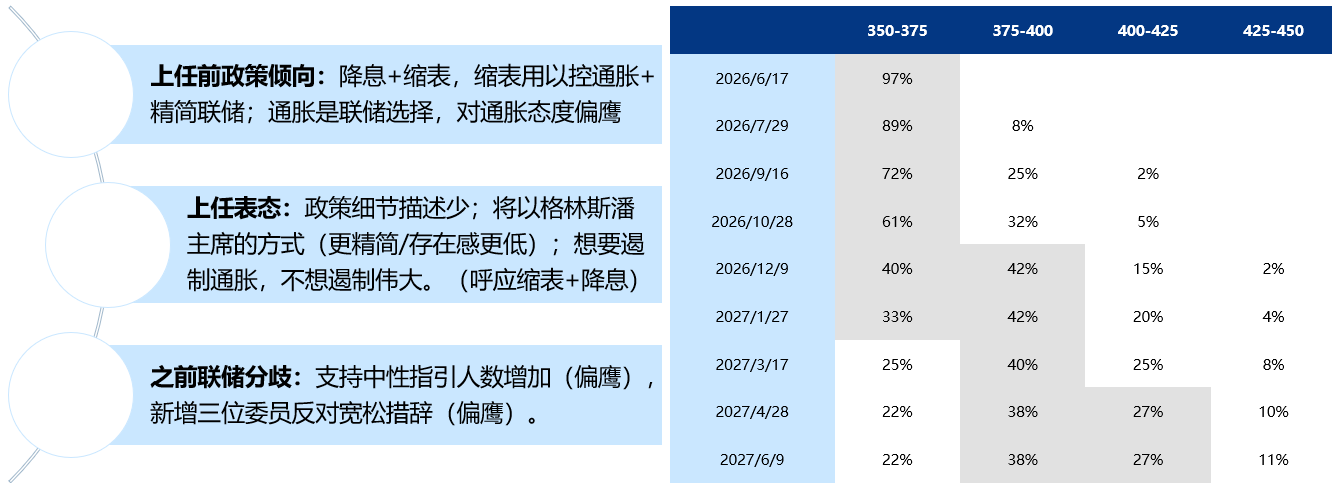 上任前政策倾向：降息+缩表，缩表用以控通胀+
精简联储；通胀是联储选择，对通胀态度偏鹰
上任表态：政策细节描述少；将以格林斯潘
主席的方式（更精简/存在感更低）；想要遏
制通胀，不想遏制伟大。（呼应缩表+降息）
之前联储分歧：支持中性指引人数增加（偏鹰），
新增三位委员反对宽松措辞（偏鹰）。
350-375 375-400 400-425 425-450
2026/6/17 97%
2026/7/29 89% 8%
2026/9/16 72% 25% 2%
2026/10/28 61% 32% 5%
2026/12/9 40% 42% 15% 2%
2027/1/27 33% 42% 20% 4%
2027/3/17 25% 40% 25% 8%
2027/4/28 22% 38% 27% 10%
2027/6/9 22% 38% 27% 11%